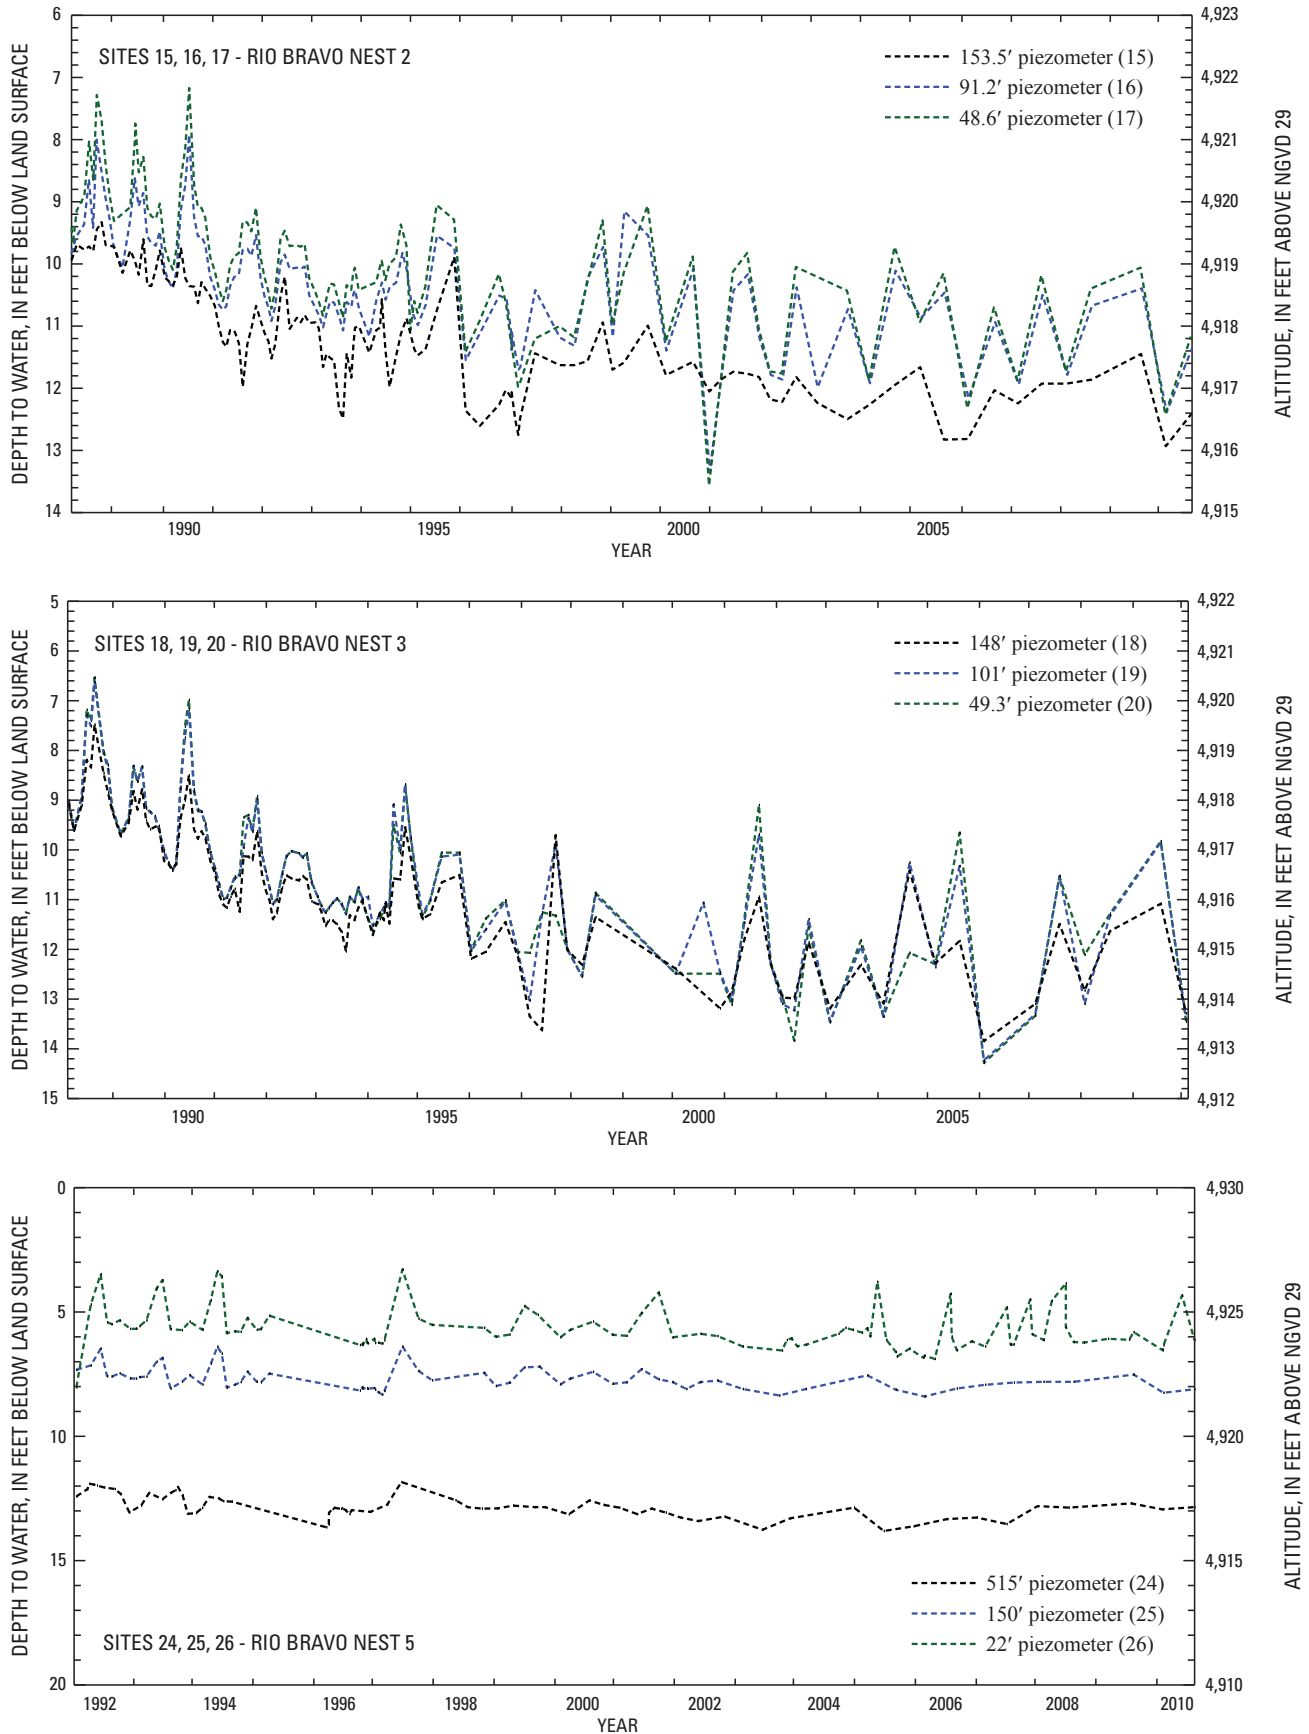 SITES 15, 16, 17 - RIO BRAVO NEST 2
153.5′ piezometer (15)
91.2′ piezometer (16)
48.6′ piezometer (17)
DEPTH TO WATER, IN FEET BELOW LAND SURFACE
6
7
8
9
10
11
12
13
14
4,923
4,922
4,921
4,920
4,919
4,918
4,917
4,916
4,915
ALTITUDE, IN FEET ABOVE NGVD 29
1990 1995 2000 2005
YEAR
SITES 18, 19, 20 - RIO BRAVO NEST 3
148′ piezometer (18)
101′ piezometer (19)
49.3′ piezometer (20)
DEPTH TO WATER, IN FEET BELOW LAND SURFACE
5
6
7
8
9
10
11
12
13
14
15
4,922
4,921
4,920
4,919
4,918
4,917
4,916
4,915
4,914
4,913
4,912
ALTITUDE, IN FEET ABOVE NGVD 29
1990 1995 2000 2005
YEAR
DEPTH TO WATER, IN FEET BELOW LAND SURFACE
0
5
10
15
20
4,930
4,925
4,920
4,915
4,910
ALTITUDE, IN FEET ABOVE NGVD 29
515′ piezometer (24)
150′ piezometer (25)
22′ piezometer (26)
SITES 24, 25, 26 - RIO BRAVO NEST 5
1992 1994 1996 1998 2000 2002 2004 2006 2008 2010
YEAR